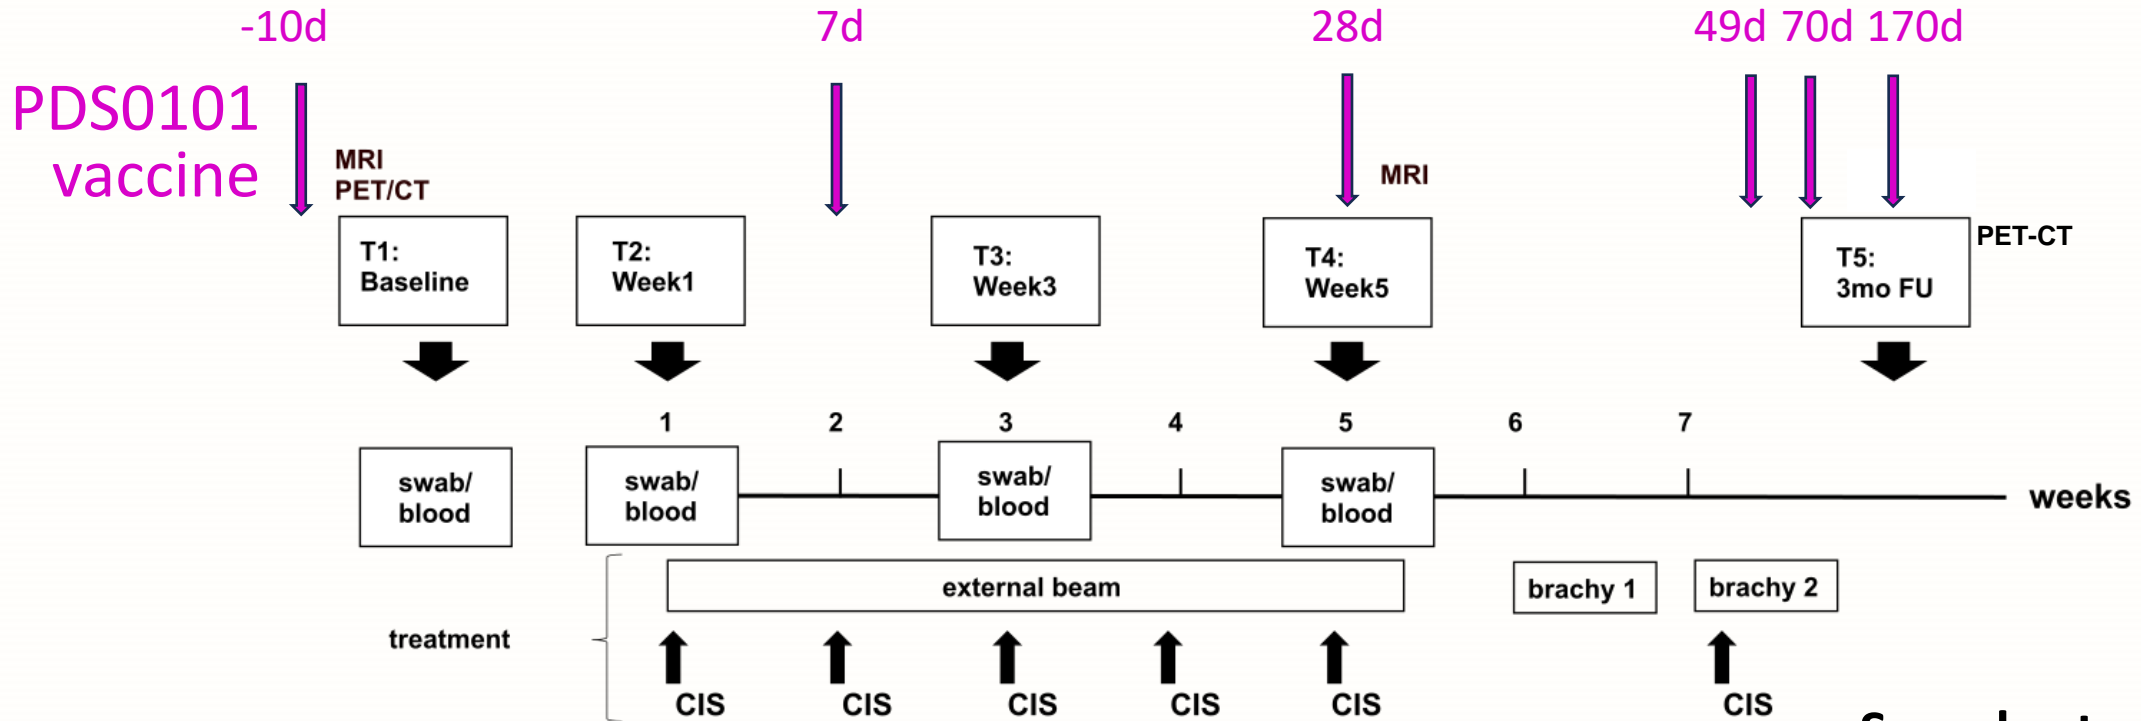 -10d 7d 28d 49d 70d 170d
PDS0101
vaccine
MRI
PET/CT
MRI
T1:
Baseline
T2:
Week1
T3:
Week3
T4:
Week5
T5:
3mo FU
PET-CT
1 2 3 4 5 6 7
swab/
blood
swab/
blood
swab/
blood
swab/
blood
weeks
external beam
brachy 1
brachy 2
treatment
CIS CIS CIS CIS CIS CIS